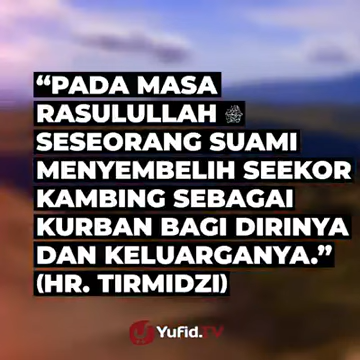 “PADA MASA
RASULULLAH ﷺ
SESEORANG SUAMI
MENYEMBELIH SEEKOR
KAMBING SEBAGAI
KURBAN BAGI DIRINYA
DAN KELUARGANYA.”
(HR. TIRMIDZI)
Yufid.TV